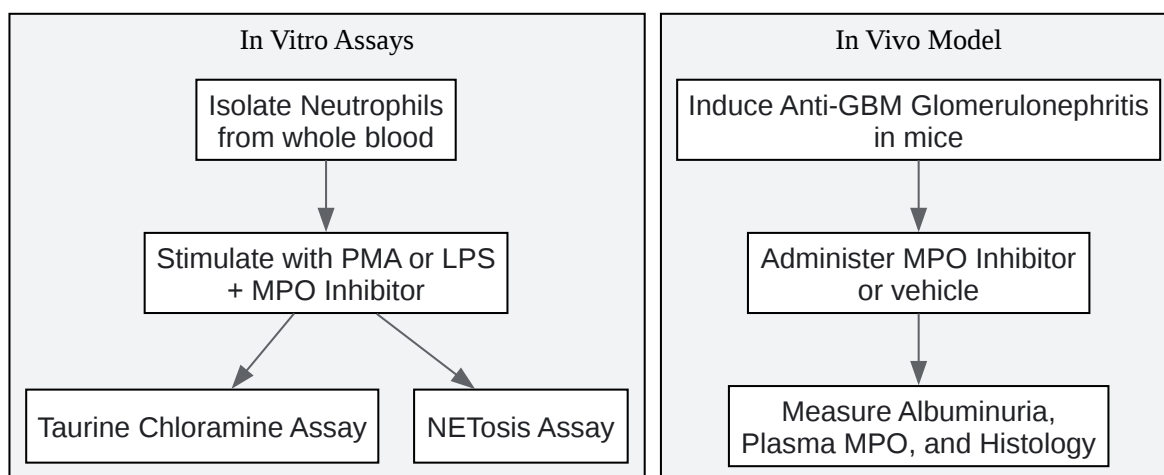 In Vitro Assays
Isolate Neutrophils
from whole blood
Stimulate with PMA or LPS
+ MPO Inhibitor
Taurine Chloramine Assay
NETosis Assay
In Vivo Model
Induce Anti-GBM Glomerulonephritis
in mice
Administer MPO Inhibitor
or vehicle
Measure Albuminuria,
Plasma MPO, and Histology